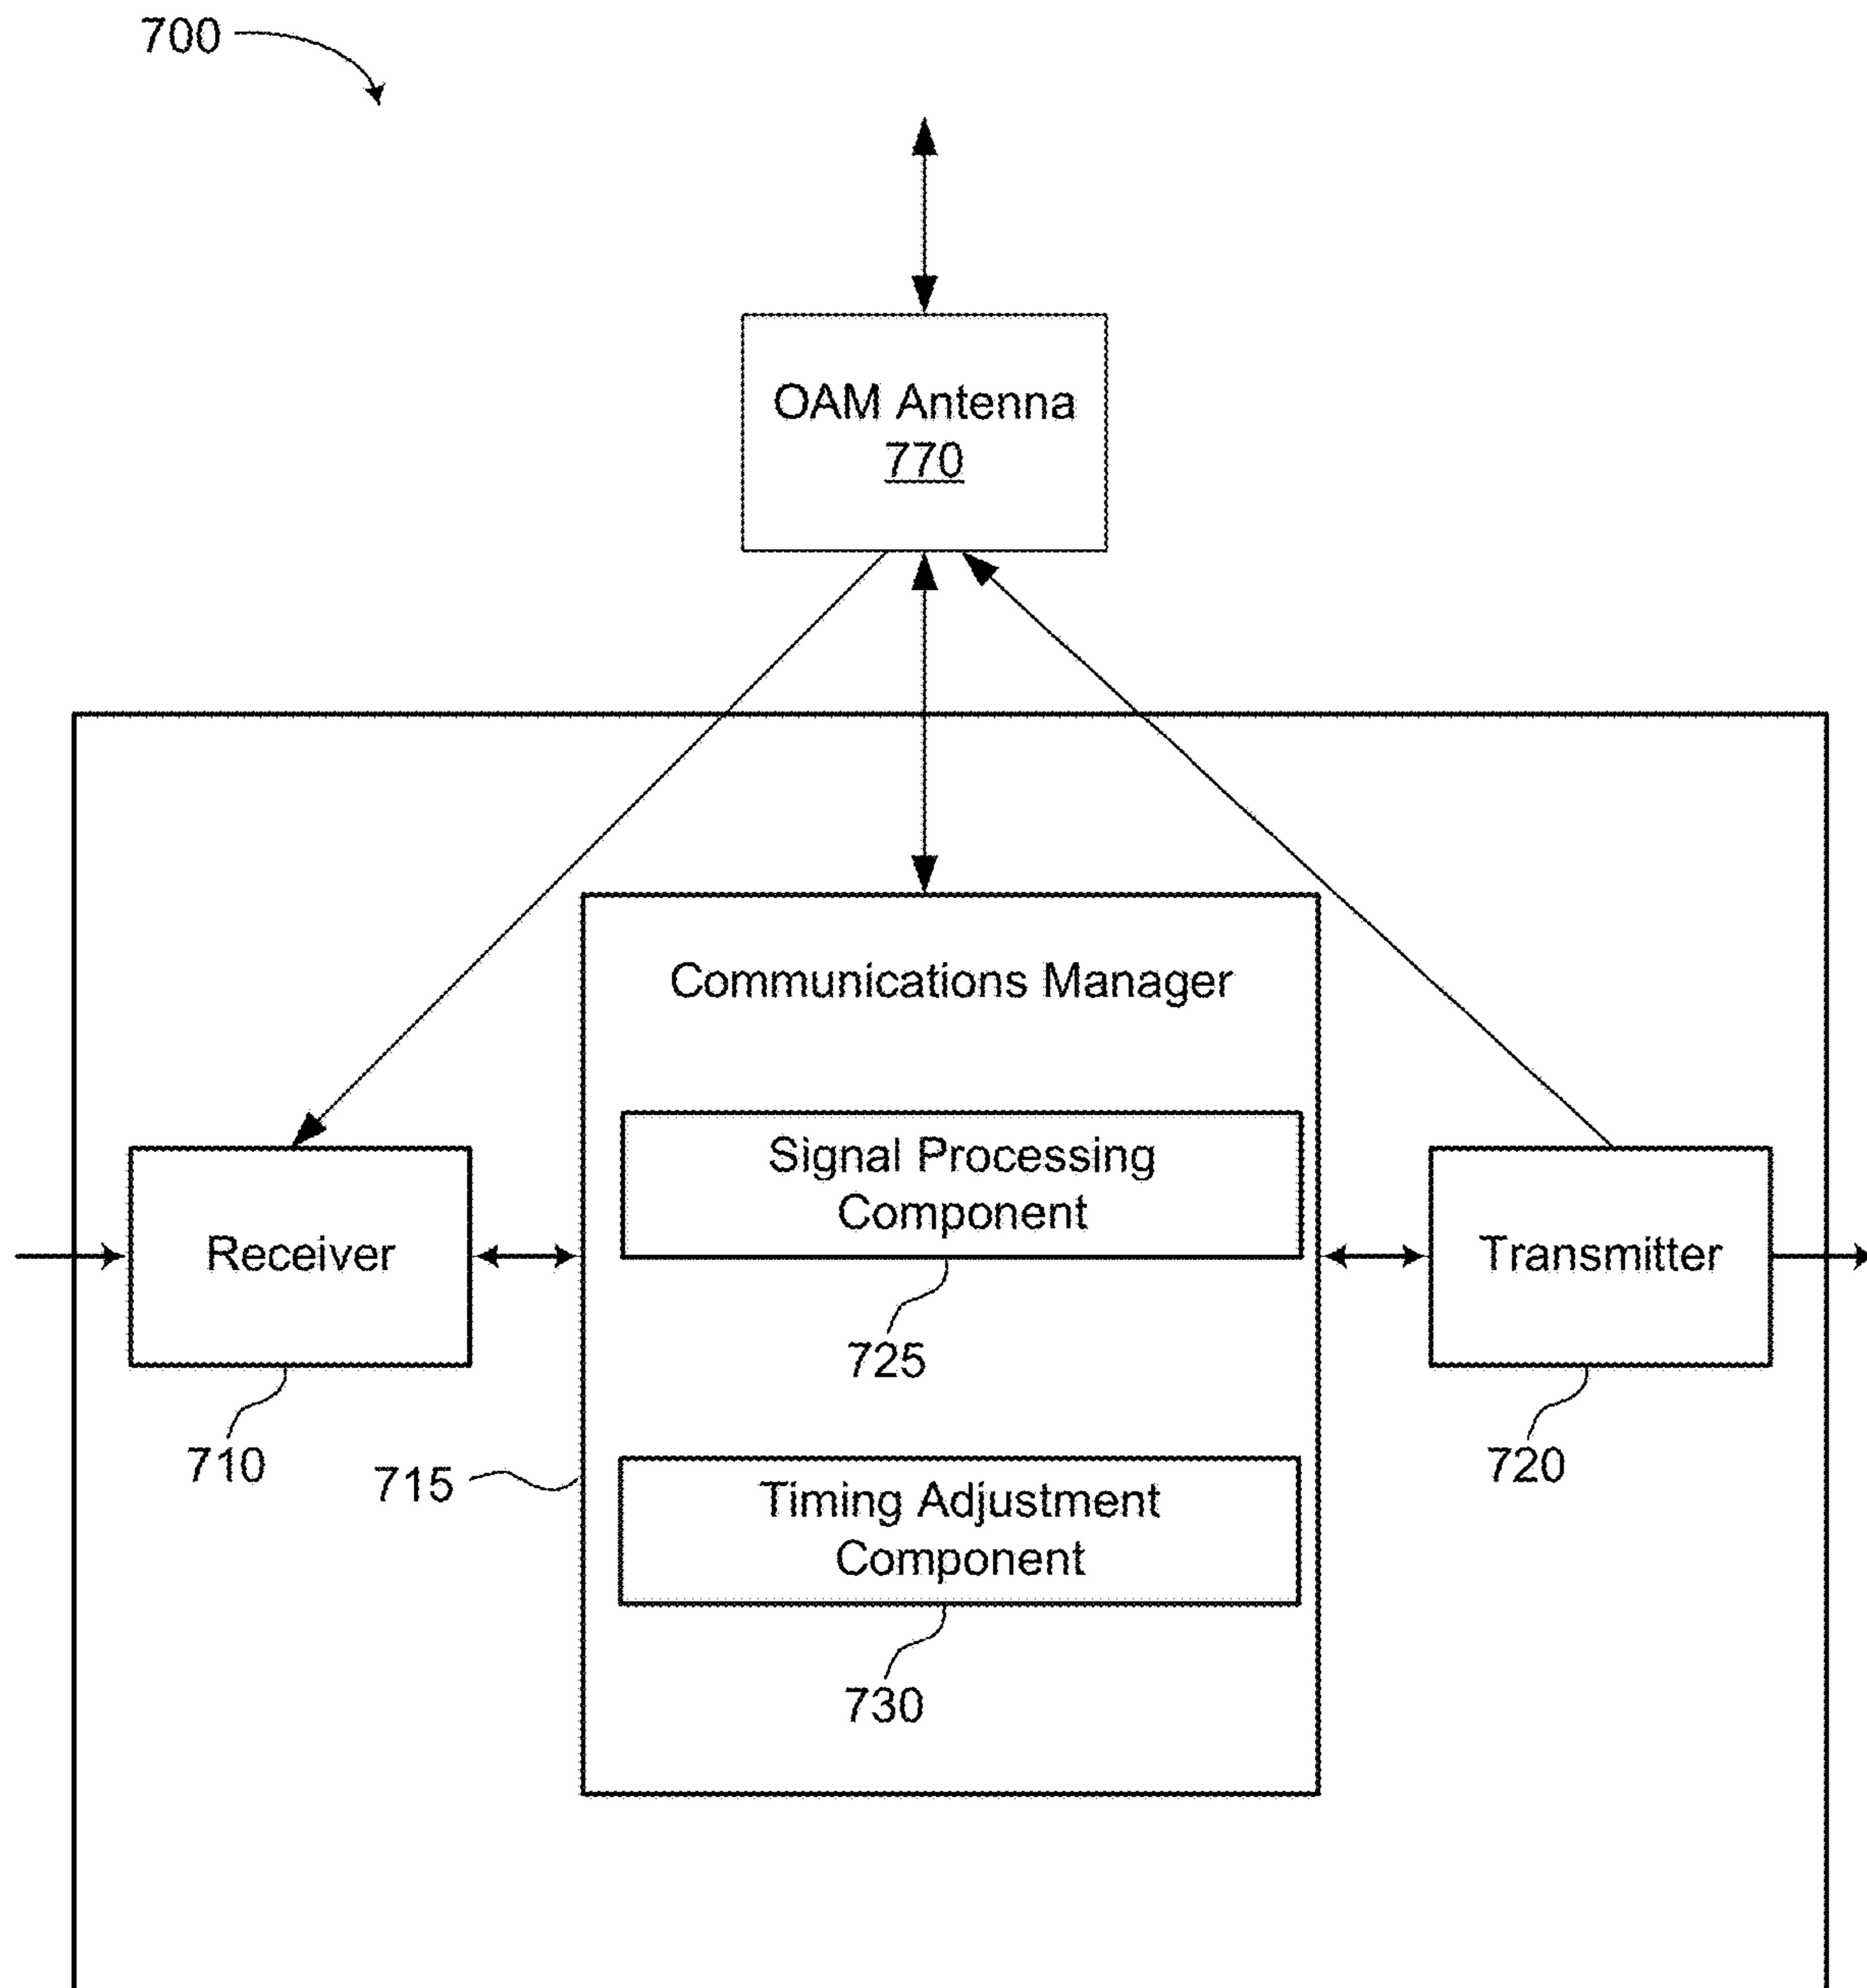 700
OAM Antenna
770
Communications Manager
Signal Processing
Component
Receiver
Transmitter
725
710
715
720
Timing Adjustment
Component
730